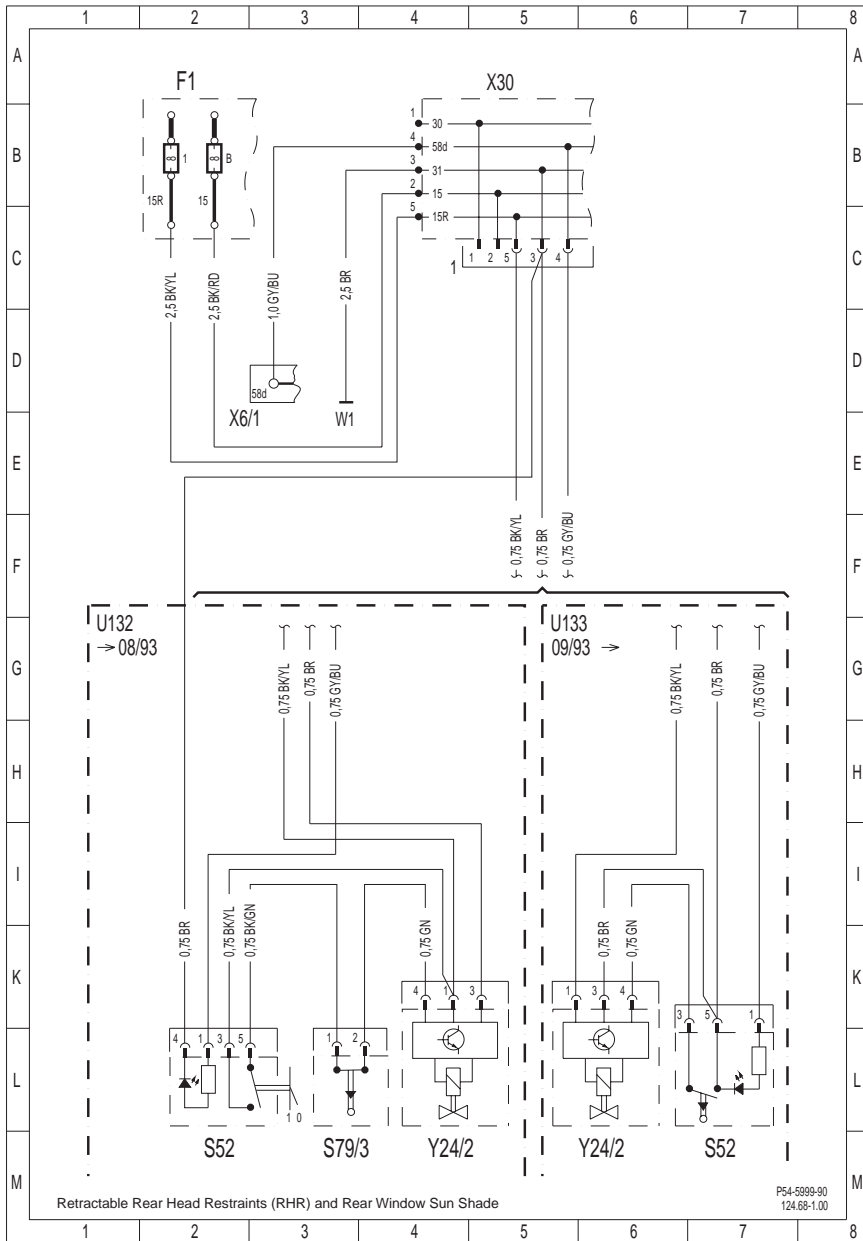 1 2 3 4 5 6 7 8
A A
F1 X30
B B
1
4
3
2
5
30
58d
31
15
15R
8 1 8 B
15R 15
C C
1 2 5 3 4
1
2,5 BK/YL
2,5 BK/RD
1,0 GY/BU
2,5 BR
D D
58d
X6/1 W1
E E
0,75 BK/YL
0,75 BR
0,75 GY/BU
F F
U132
→ 08/93
U133
09/93 →
G G
0,75 BK/YL
0,75 BR
0,75 GY/BU
0,75 BK/YL
0,75 BR
0,75 GY/BU
H H
I I
0,75 BR
0,75 BK/YL
0,75 BK/GN
0,75 GN
0,75 BR
0,75 GN
K K
4 1 3 1 3 4
3 5 1
4 1 3 5 1 2
L L
1 0
S52 S79/3 Y24/2 Y24/2 S52
M M
Retractable Rear Head Restraints (RHR) and Rear Window Sun Shade
P54-5999-90
124.68-1.00
1 2 3 4 5 6 7 8